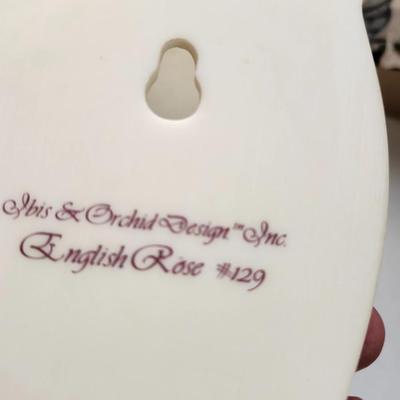 Ibis & Orchid Design™ Inc.
English Rose #129